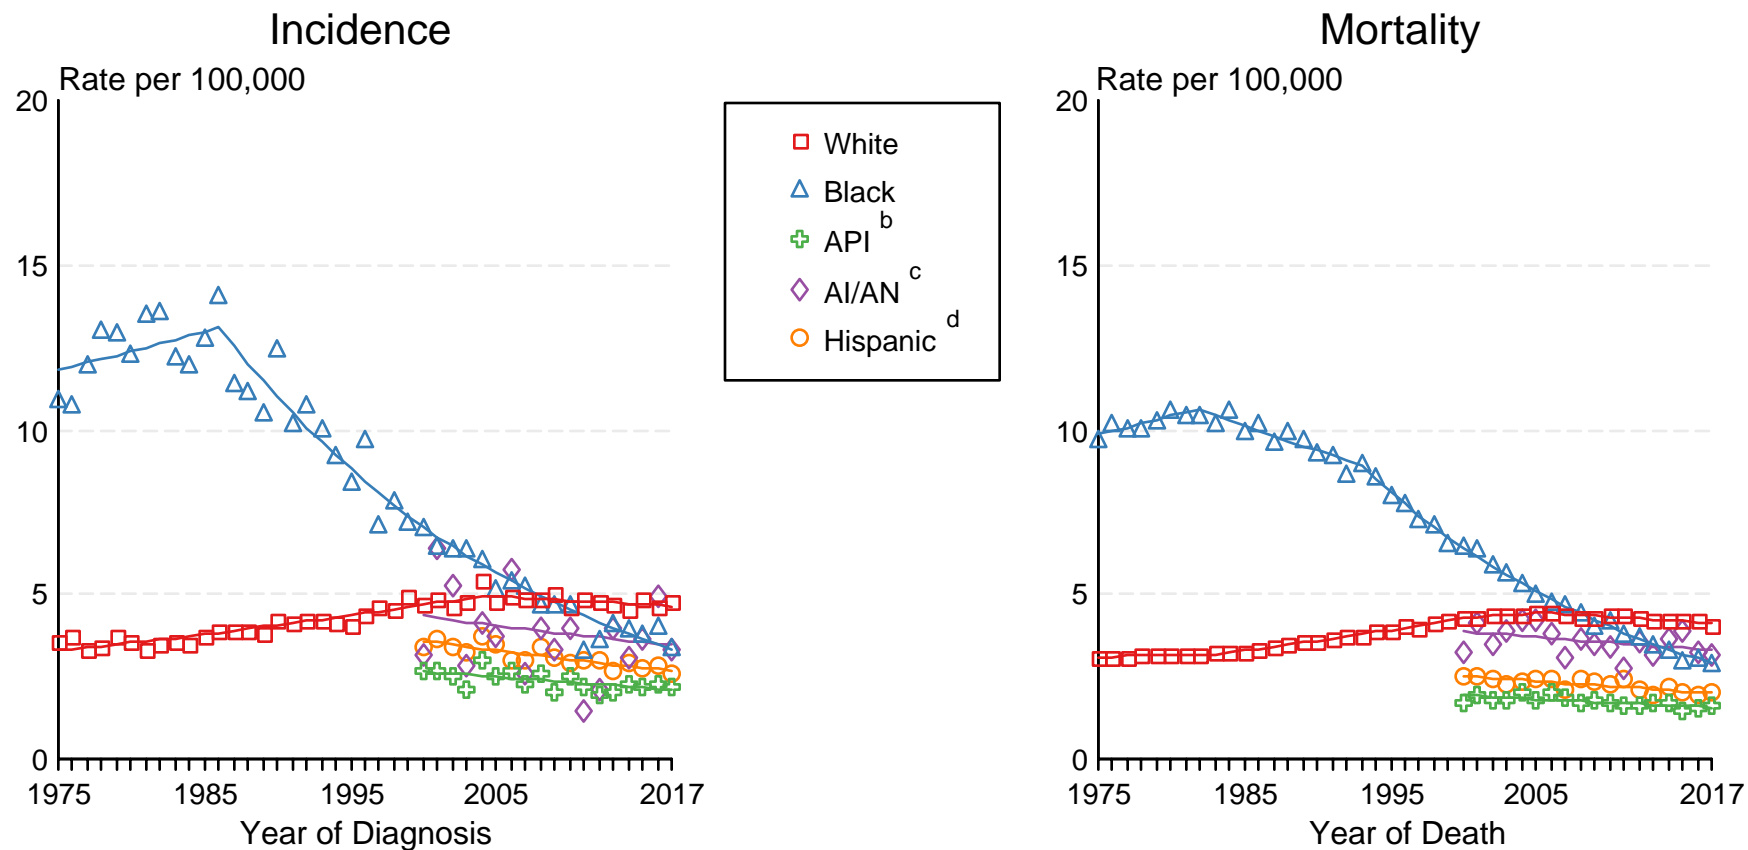 Incidence
Rate per 100,000
20
15
10
5
0
1975 1985 1995 2005 2017
Year of Diagnosis
White
Black
API b
AI/AN c
Hispanic d
Mortality
Rate per 100,000
20
15
10
5
0
1975 1985 1995 2005 2017
Year of Death